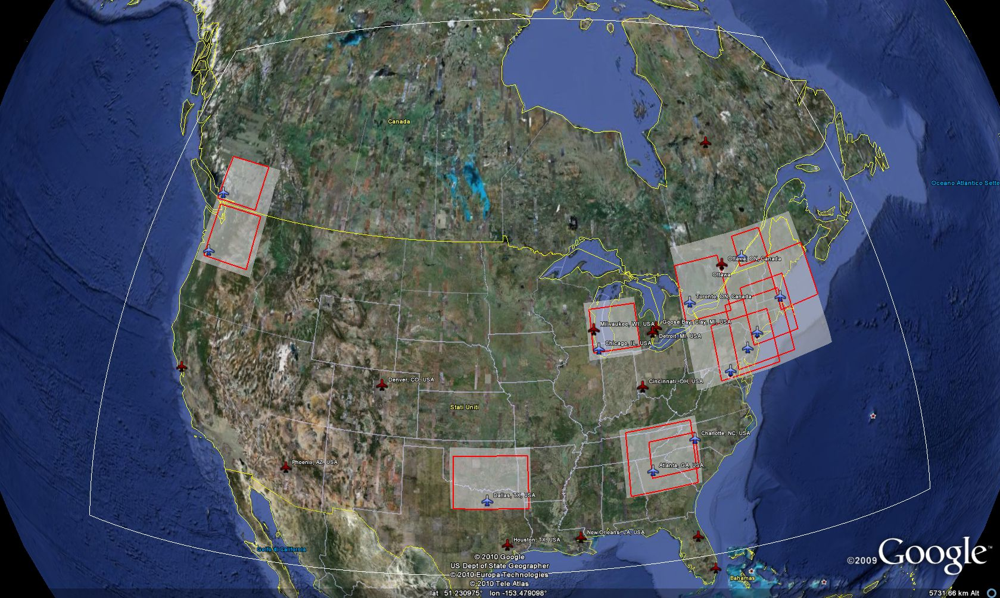 Canada
Oceano Atlantico Sette
Ottawa, ON, Canada
Ottawa
Toronto, ON, Canada
Milwaukee, WI, USA
Goose Bay, Clay, MI, USA
Detroit, MI, USA
Chicago, IL, USA
Denver, CO, USA
Cincinnati, OH, USA
Stati Uniti
Charlotte, NC, USA
Phoenix, AZ, USA
Atlanta, GA, USA
Dallas, TX, USA
New Orleans, LA, USA
Houston, TX, USA
Golfo di California
© 2010 Google
US Dept of State Geographer
© 2010 Europa Technologies
© 2010 Tele Atlas
©2009 Google™
Bahamas
lat 51.230975° lon -153.479098°
5731.66 km Alt